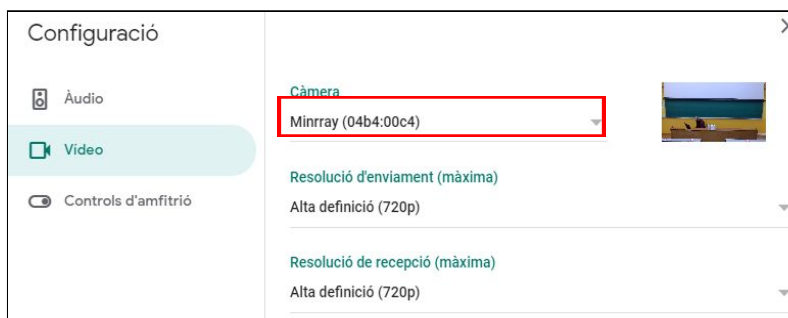 Configuració
Àudio
Vídeo
Controls d'amfitrió
Càmera
Minrray (04b4:00c4)
Resolució d'enviament (màxima)
Alta definició (720p)
Resolució de recepció (màxima)
Alta definició (720p)